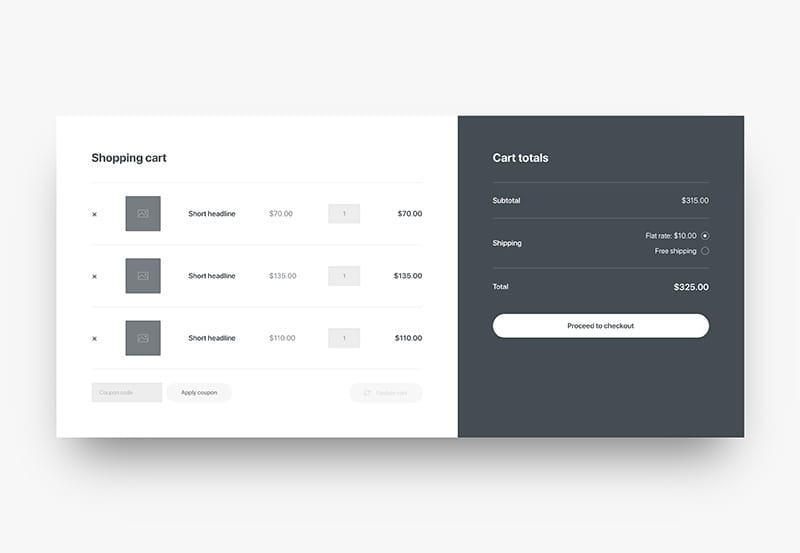 Shopping cart
× Short headline $70.00 1 $70.00
× Short headline $135.00 1 $135.00
× Short headline $110.00 1 $110.00
Coupon code Apply coupon Update cart
Cart totals
Subtotal $315.00
Shipping Flat rate: $10.00
Free shipping
Total $325.00
Proceed to checkout